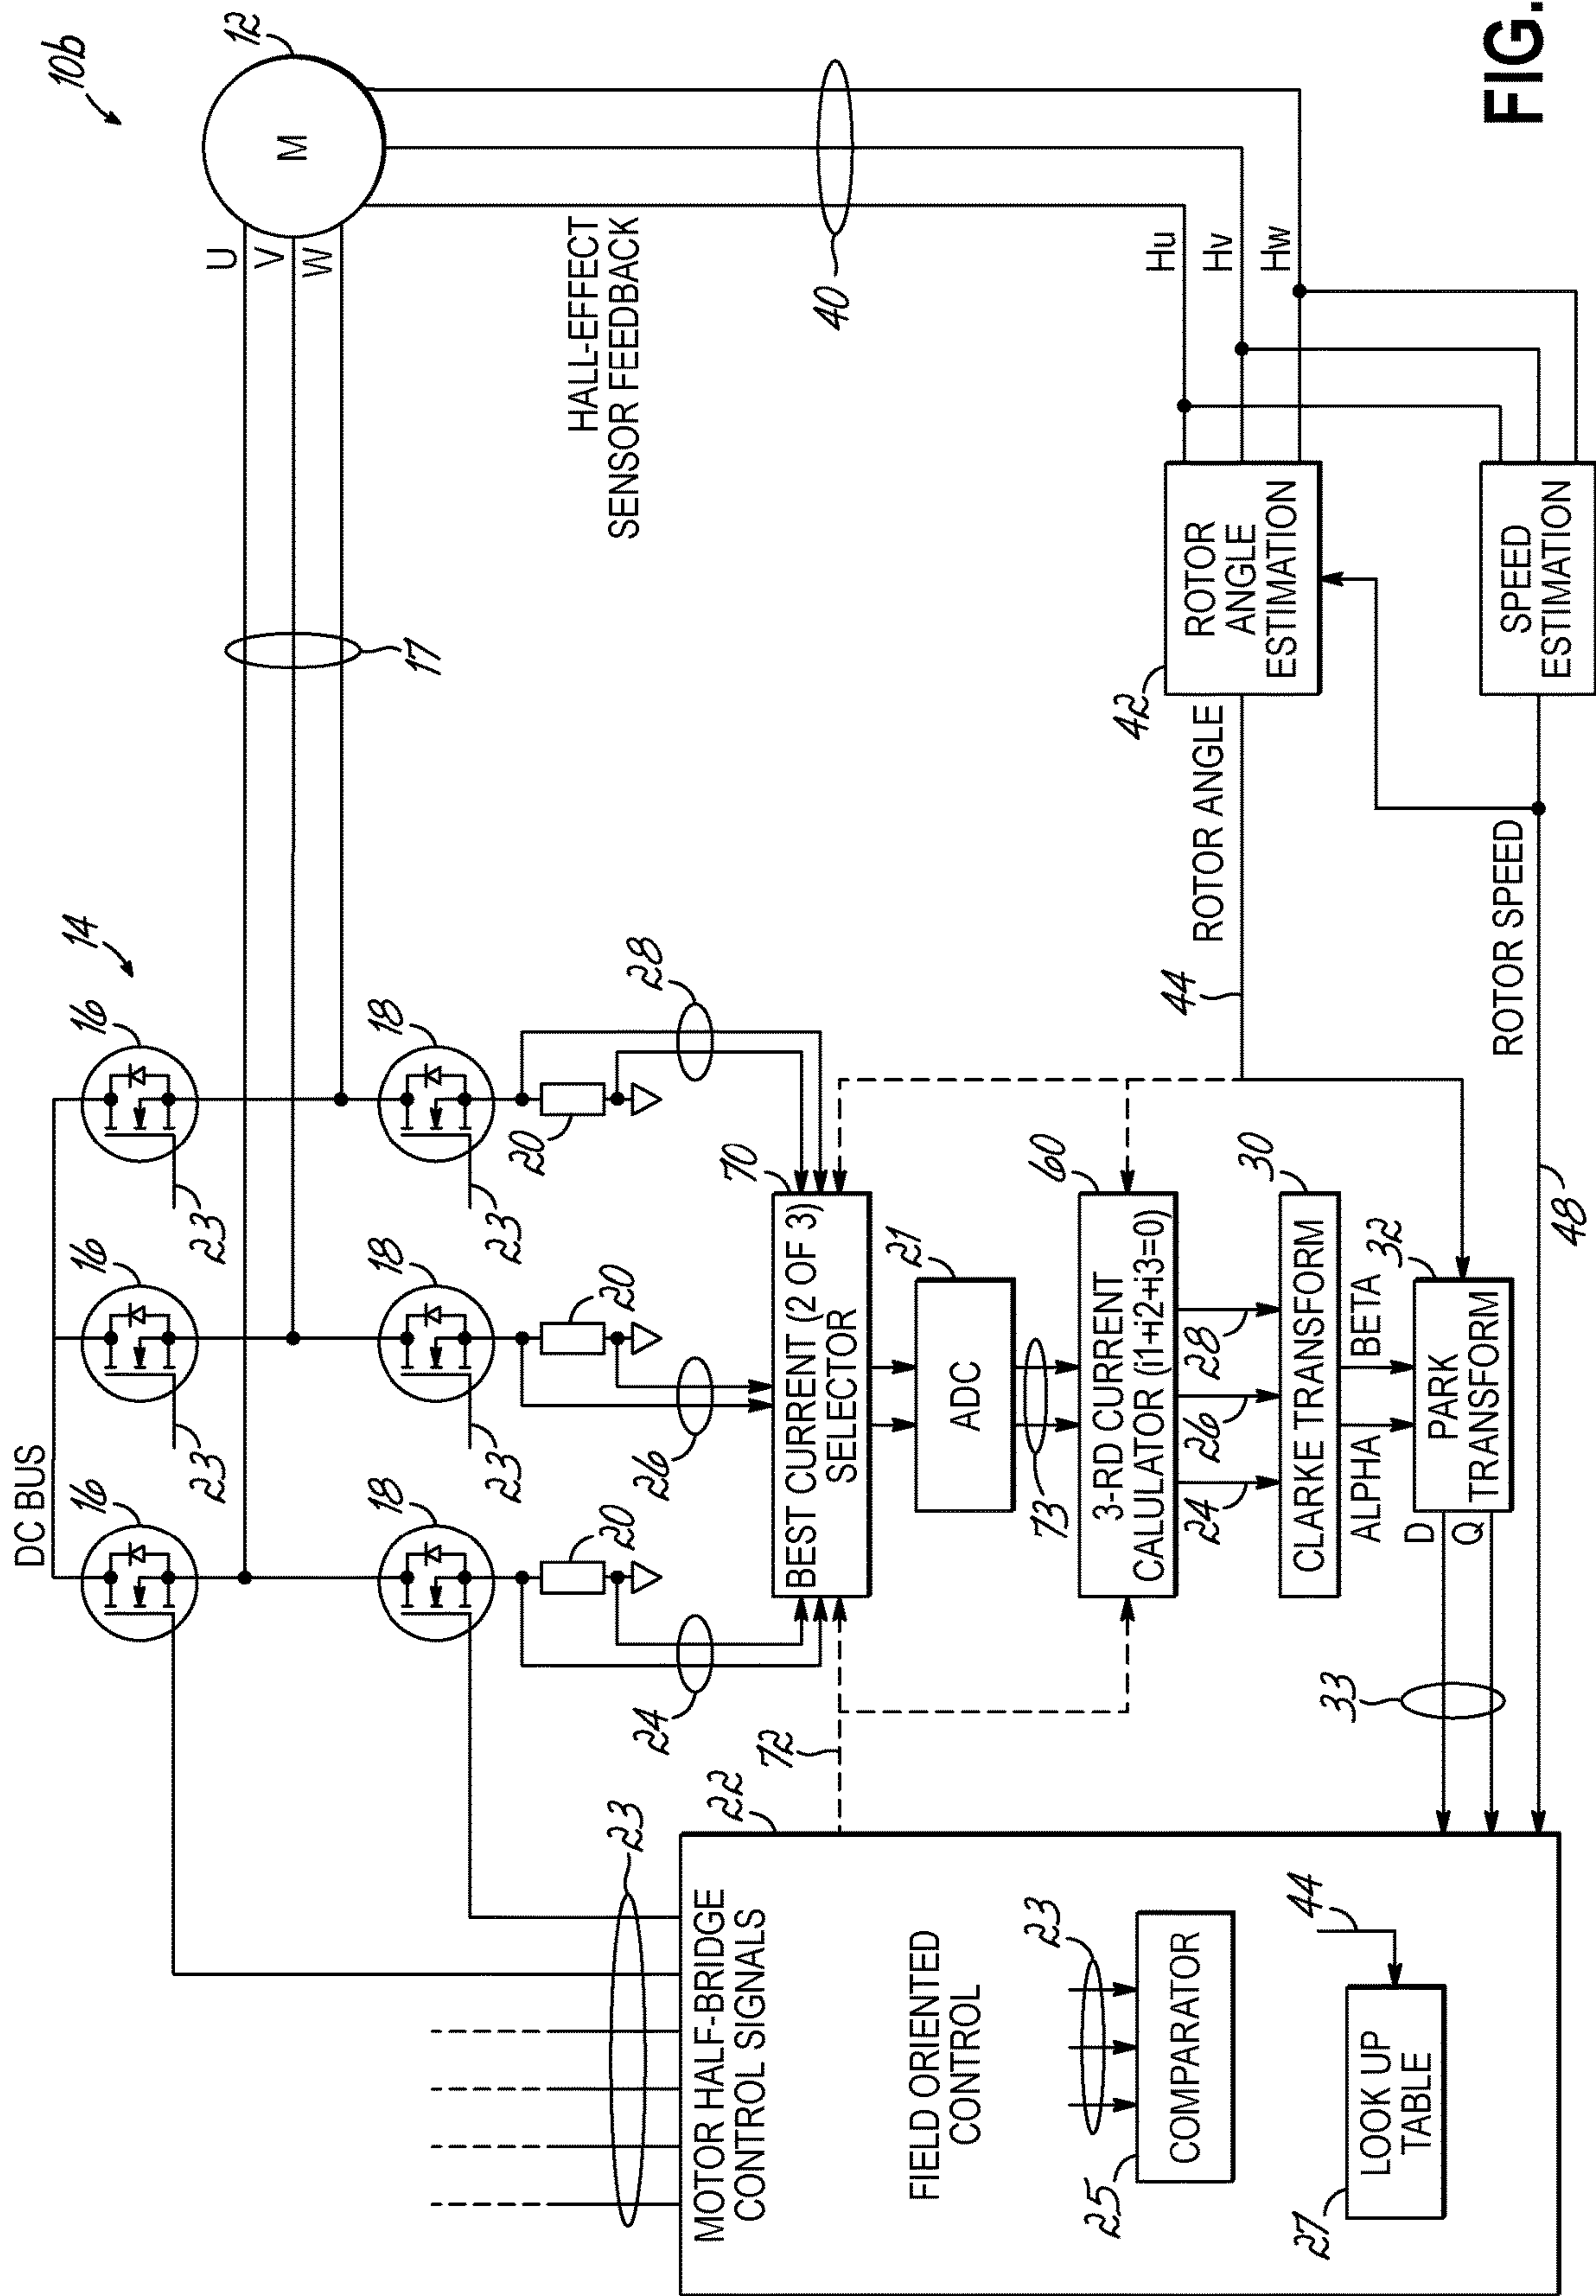 10b
12
M
U
V
W
17
HALL-EFFECT
SENSOR FEEDBACK
40
Hu
Hv
Hw
14
DC BUS
16
16
16
23
23
18
18
18
23
23
20
20
20
24
26
28
70
BEST CURRENT (2 OF 3)
SELECTOR
72
21
ADC
73
60
3-RD CURRENT
CALULATOR (i1+i2+i3=0)
24
26
28
30
CLARKE TRANSFORM
ALPHA
BETA
32
PARK
TRANSFORM
D
Q
33
42
ROTOR
ANGLE
ESTIMATION
ROTOR ANGLE
44
SPEED
ESTIMATION
ROTOR SPEED
48
22
23
MOTOR HALF-BRIDGE
CONTROL SIGNALS
FIELD ORIENTED
CONTROL
23
25
COMPARATOR
44
27
LOOK UP
TABLE
FIG.